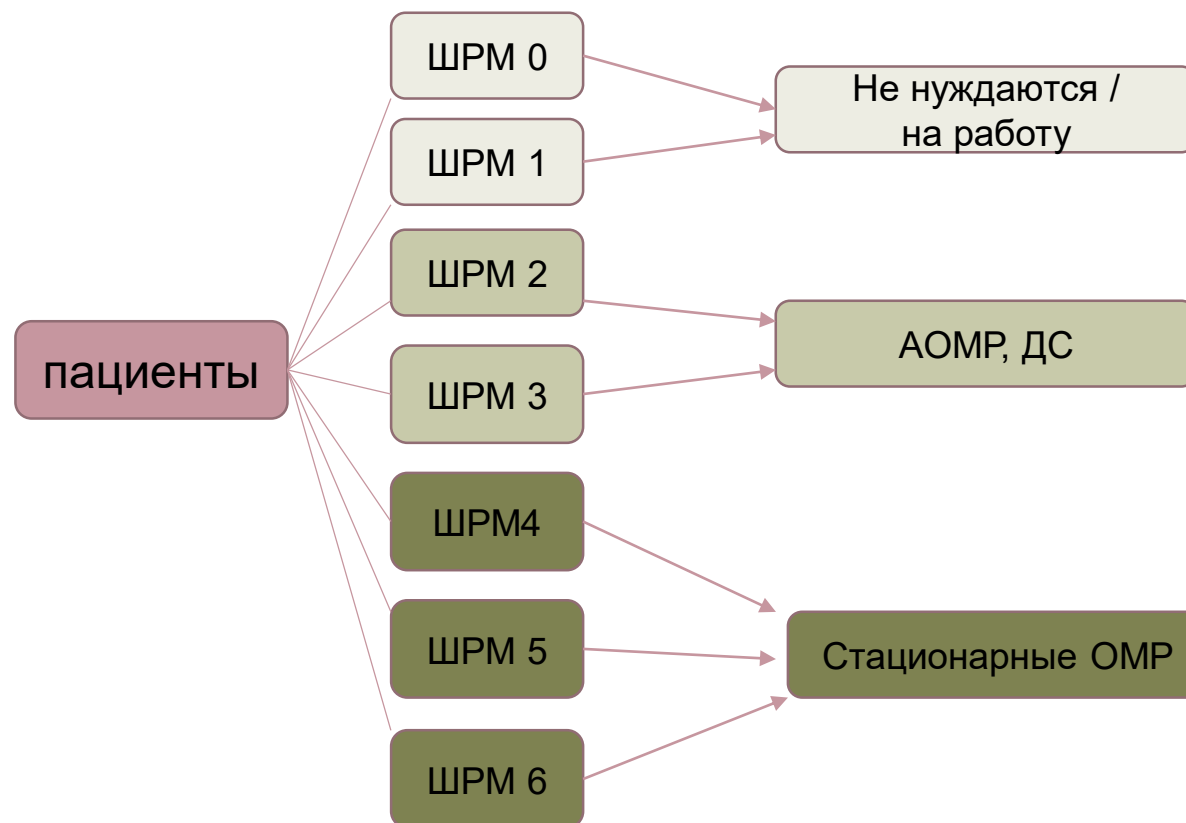 ШРМ 0
Не нуждаются /
на работу
ШРМ 1
ШРМ 2
АОМР, ДС
пациенты
ШРМ 3
ШРМ4
ШРМ 5
Стационарные ОМР
ШРМ 6